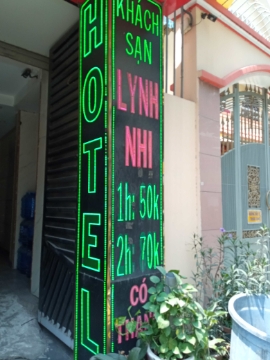 HOTEL
KHÁCH
SẠN
LYNH
NHI
1h: 50k
2h: 70k
CÓ